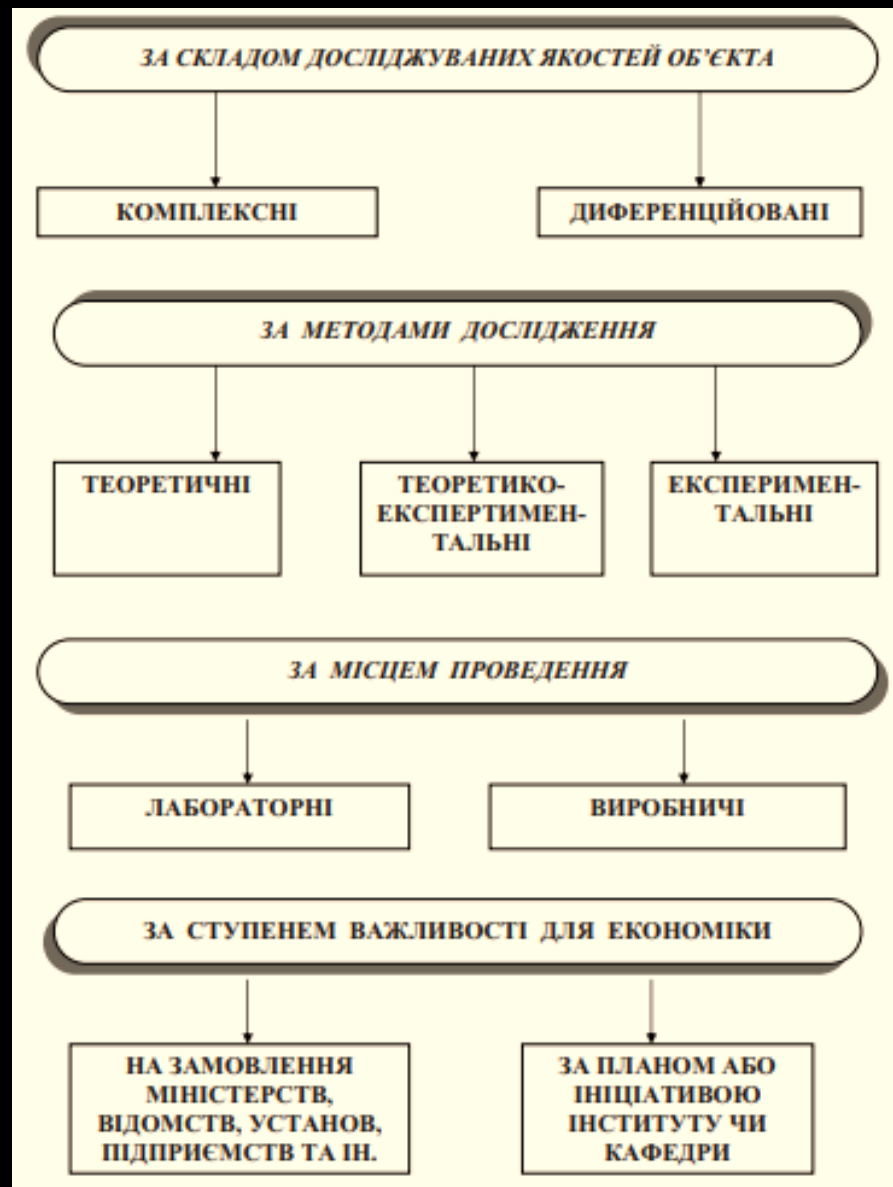 ЗА СКЛАДОМ ДОСЛІДЖУВАНИХ ЯКОСТЕЙ ОБ’ЄКТА
КОМПЛЕКСНІ
ДИФЕРЕНЦІЙОВАНІ
ЗА МЕТОДАМИ ДОСЛІДЖЕННЯ
ТЕОРЕТИЧНІ
ТЕОРЕТИКО-
ЕКСПЕРТИМЕН-
ТАЛЬНІ
ЕКСПЕРИМЕН-
ТАЛЬНІ
ЗА МІСЦЕМ ПРОВЕДЕННЯ
ЛАБОРАТОРНІ
ВИРОБНИЧІ
ЗА СТУПЕНЕМ ВАЖЛИВОСТІ ДЛЯ ЕКОНОМІКИ
НА ЗАМОВЛЕННЯ
МІНІСТЕРСТВ,
ВІДОМСТВ, УСТАНОВ,
ПІДПРИЄМСТВ ТА ІН.
ЗА ПЛАНОМ АБО
ІНІЦІАТИВОЮ
ІНСТИТУТУ ЧИ
КАФЕДРИ